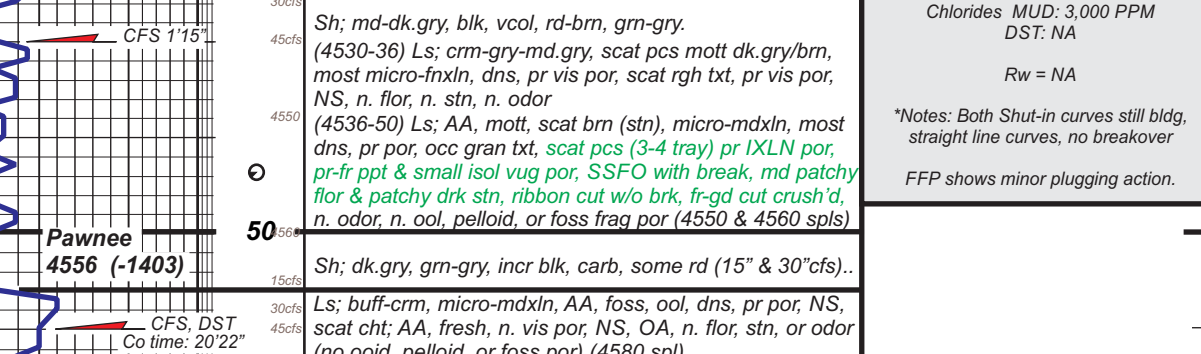 30cfs
CFS 1'15"
45cfs
4550
50
4560
Pawnee
4556 (-1403)
15cfs
30cfs
45cfs
CFS, DST
Co time: 20'22"
Sh; md-dk.gry, blk, vcol, rd-brn, grn-gry.
(4530-36) Ls; crm-gry-md.gry, scat pcs mott dk.gry/brn,
most micro-fnxln, dns, pr vis por, scat rgh txt, pr vis por,
NS, n. flor, n. stn, n. odor
(4536-50) Ls; AA, mott, scat brn (stn), micro-mdxln, most
dns, pr por, occ gran txt, scat pcs (3-4 tray) pr IXLN por,
pr-fr ppt & small isol vug por, SSFO with break, md patchy
flor & patchy drk stn, ribbon cut w/o brk, fr-gd cut crush'd,
n. odor, n. ool, pelloid, or foss frag por (4550 & 4560 spls)
Sh; dk.gry, grn-gry, incr blk, carb, some rd (15" & 30"cfs)..
Ls; buff-crm, micro-mdxln, AA, foss, ool, dns, pr por, NS,
scat cht; AA, fresh, n. vis por, NS, OA, n. flor, stn, or odor
(no ooid, pelloid, or foss por) (4580 spl)
Chlorides MUD: 3,000 PPM
DST: NA
Rw = NA
*Notes: Both Shut-in curves still bldg,
straight line curves, no breakover
FFP shows minor plugging action.